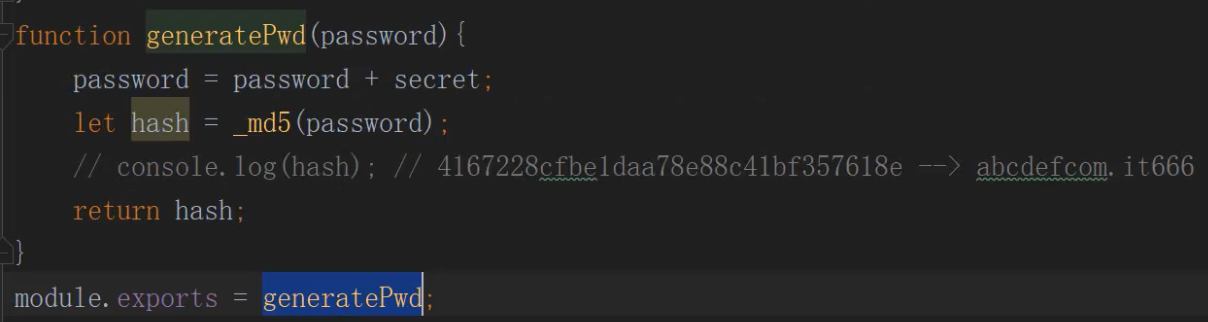 function generatePwd(password){
password = password + secret;
let hash = _md5(password);
// console.log(hash); // 4167228cfbe1daa78e88c41bf357618e --> abcdefcom.it666
return hash;
}
module.exports = generatePwd;